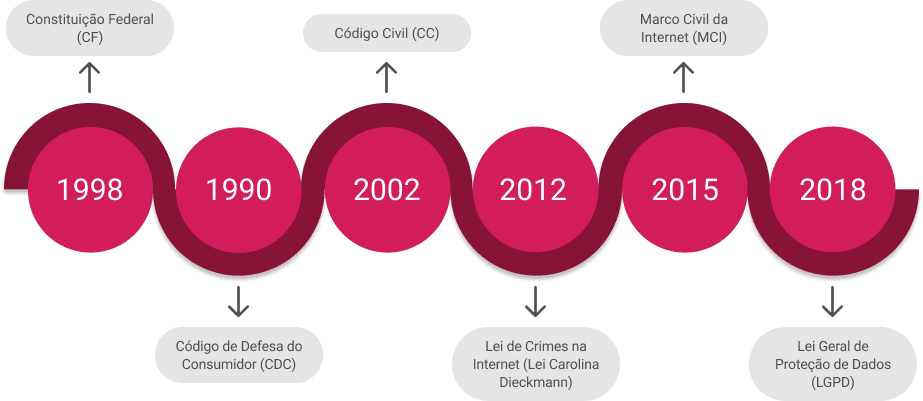 Constituição Federal
(CF)
Código Civil (CC)
Marco Civil da
Internet (MCI)
1998
1990
2002
2012
2015
2018
Código de Defesa do
Consumidor (CDC)
Lei de Crimes na
Internet (Lei Carolina
Dieckmann)
Lei Geral de
Proteção de Dados
(LGPD)